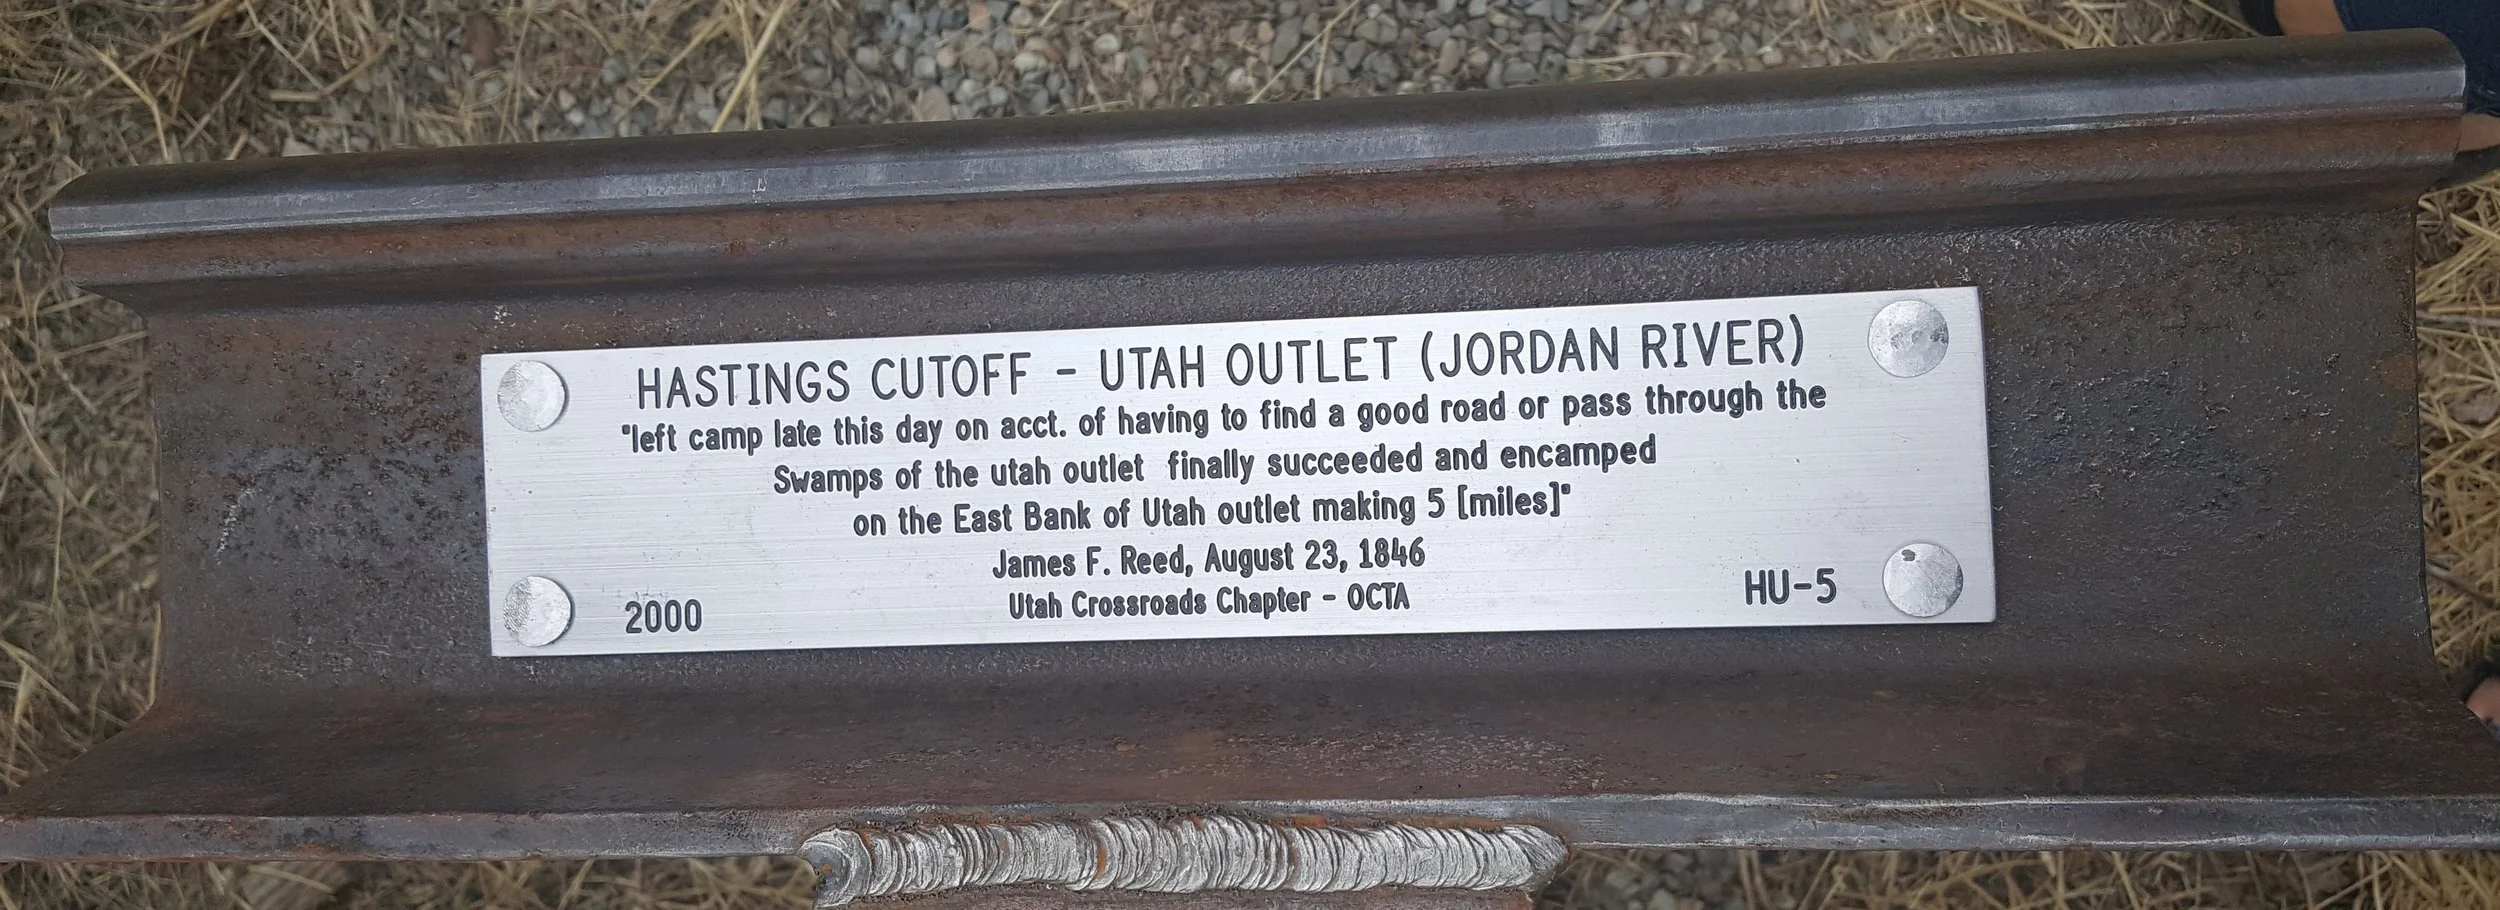 HASTINGS CUTOFF - UTAH OUTLET (JORDAN RIVER)
"left camp late this day on acct. of having to find a good road or pass through the
Swamps of the utah outlet  finally succeeded and encamped
on the East Bank of Utah outlet making 5 [miles]"
James F. Reed, August 23, 1846
Utah Crossroads Chapter - OCTA
2000
HU-5